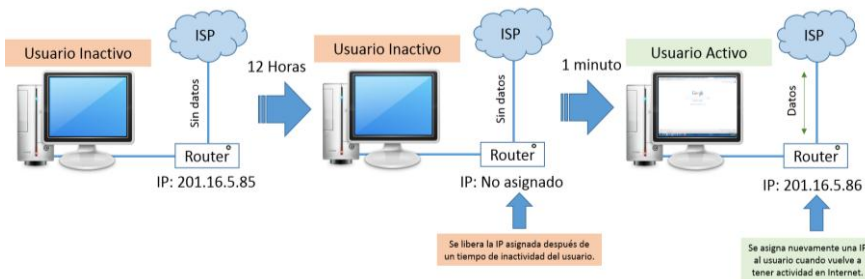 Usuario Inactivo
ISP
Sin datos
Router
IP: 201.16.5.85
12 Horas
Usuario Inactivo
ISP
Sin datos
Router
IP: No asignado
Se libera la IP asignada después de
un tiempo de inactividad del usuario.
1 minuto
Usuario Activo
ISP
Datos
Google
Router
IP: 201.16.5.86
Se asigna nuevamente una IP
al usuario cuando vuelve a
tener actividad en Internet.